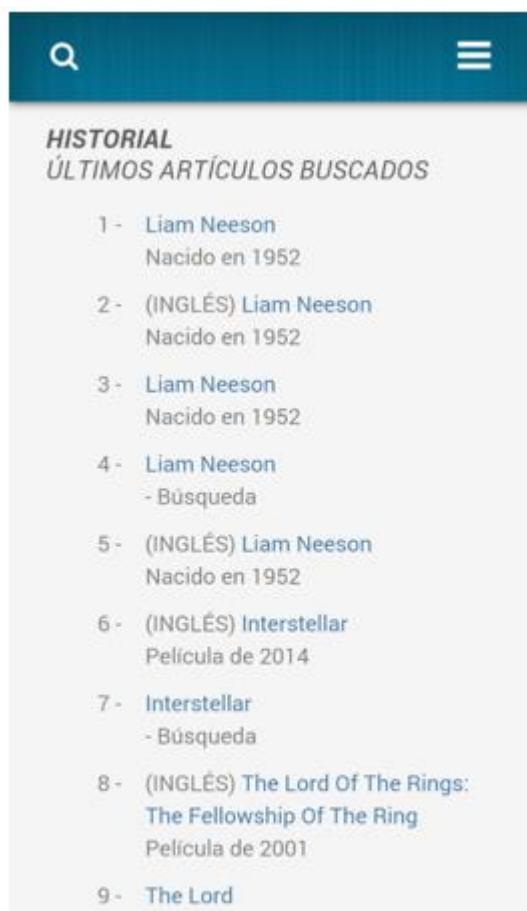 HISTORIAL
ÚLTIMOS ARTÍCULOS BUSCADOS
1 - Liam Neeson
Nacido en 1952
2 - (INGLÉS) Liam Neeson
Nacido en 1952
3 - Liam Neeson
Nacido en 1952
4 - Liam Neeson
- Búsqueda
5 - (INGLÉS) Liam Neeson
Nacido en 1952
6 - (INGLÉS) Interstellar
Película de 2014
7 - Interstellar
- Búsqueda
8 - (INGLÉS) The Lord Of The Rings:
The Fellowship Of The Ring
Película de 2001
9 - The Lord